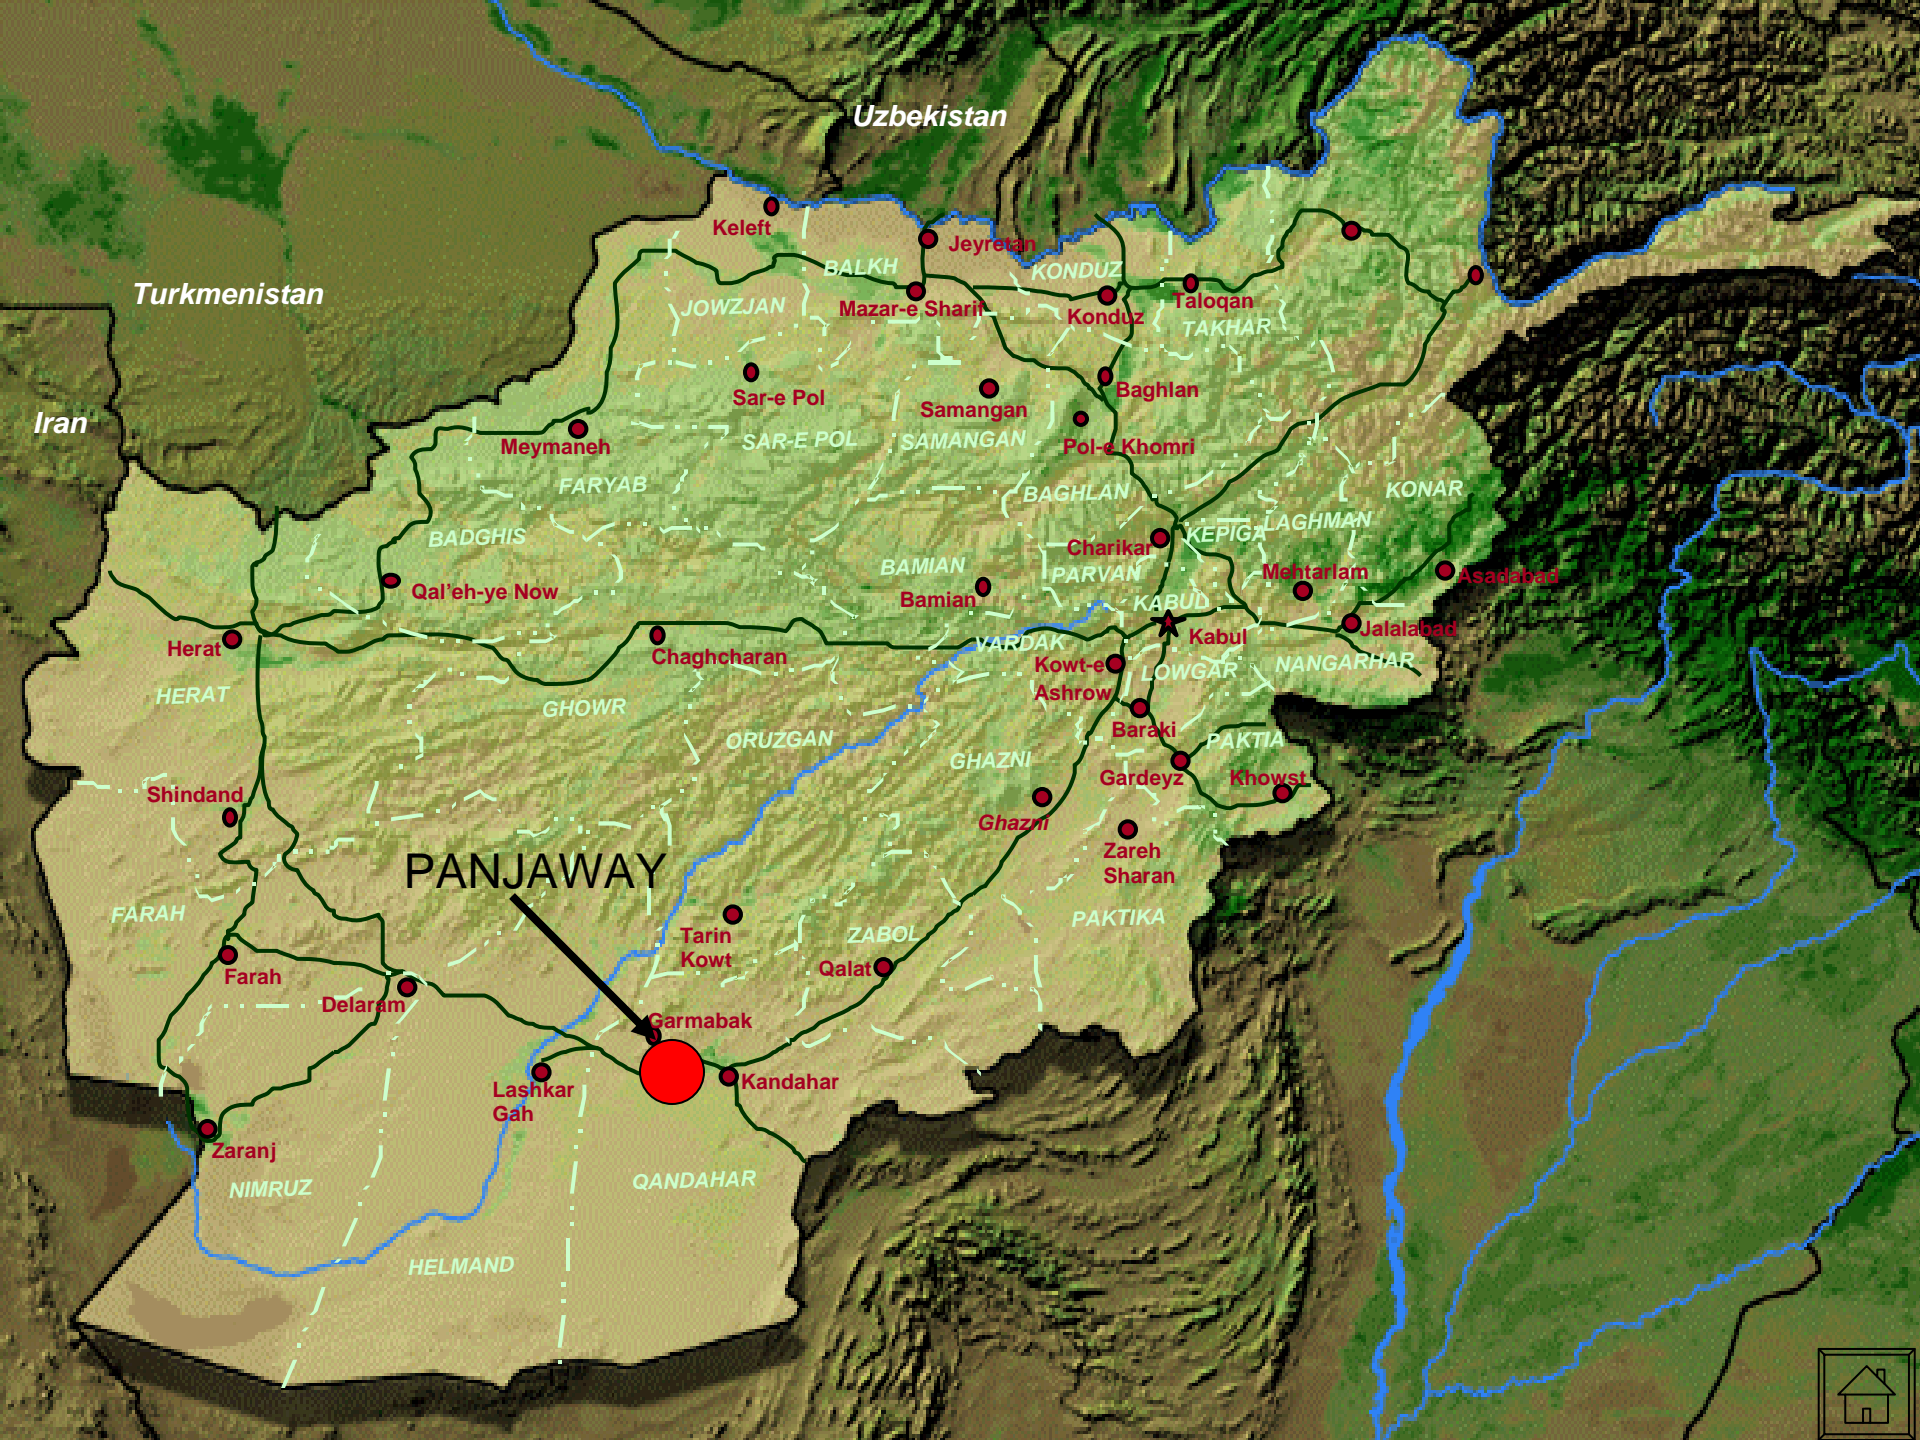 Uzbekistan
Keleft
Jeyretan
BALKH
KONDUZ
Turkmenistan
JOWZJAN
Mazar-e Sharif
Konduz
Taloqan
TAKHAR
Sar-e Pol
Samangan
Baghlan
Iran
Meymaneh
SAR-E POL
SAMANGAN
Pol-e Khomri
FARYAB
BAGHLAN
KONAR
BADGHIS
LAGHMAN
KEPIGA
Charikar
BAMIAN
PARVAN
Mehtarlam
Asadabad
Qal'eh-ye Now
Bamian
KABUL
Herat
Chaghcharan
VARDAK
Kabul
Jalalabad
Kowt-e
Ashrow
LOWGAR
NANGARHAR
HERAT
GHOWR
ORUZGAN
Baraki
PAKTIA
GHAZNI
Gardeyz
Khowst
Shindand
Ghazni
Zareh
Sharan
PANJAWAY
FARAH
Tarin
Kowt
ZABOL
PAKTIKA
Qalat
Farah
Delaram
Garmabak
Lashkar
Gah
Kandahar
Zaranj
NIMRUZ
QANDAHAR
HELMAND